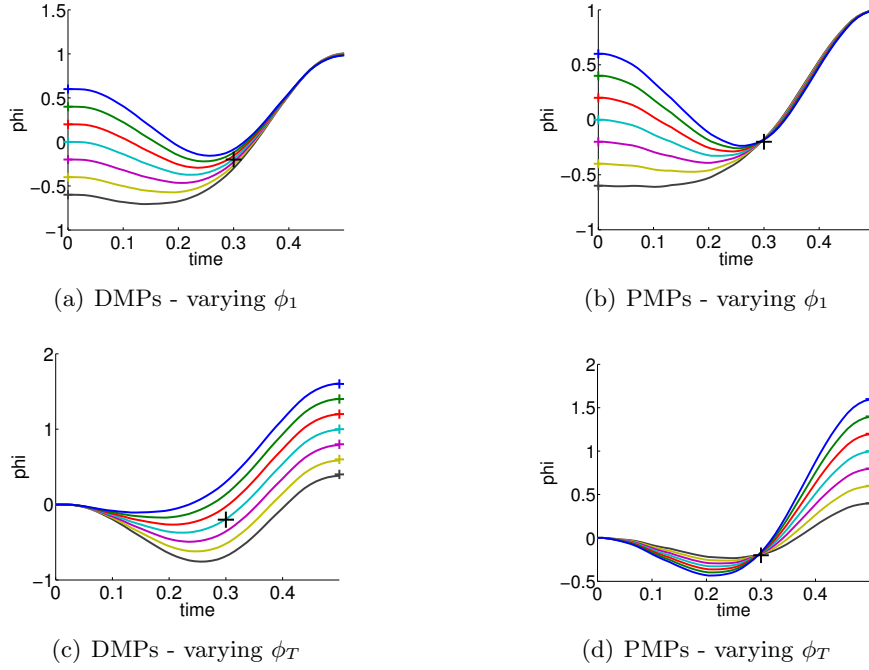 1.5
1
0.5
0
−0.5
−1
phi
0 0.1 0.2 0.3 0.4
time
(a) DMPs - varying ϕ₁
1
0.5
0
−0.5
−1
phi
0 0.1 0.2 0.3 0.4
time
(b) PMPs - varying ϕ₁
2
1
0
−1
phi
0 0.1 0.2 0.3 0.4
time
(c) DMPs - varying ϕ_T
2
1.5
1
0.5
0
−0.5
phi
0 0.1 0.2 0.3 0.4
time
(d) PMPs - varying ϕ_T